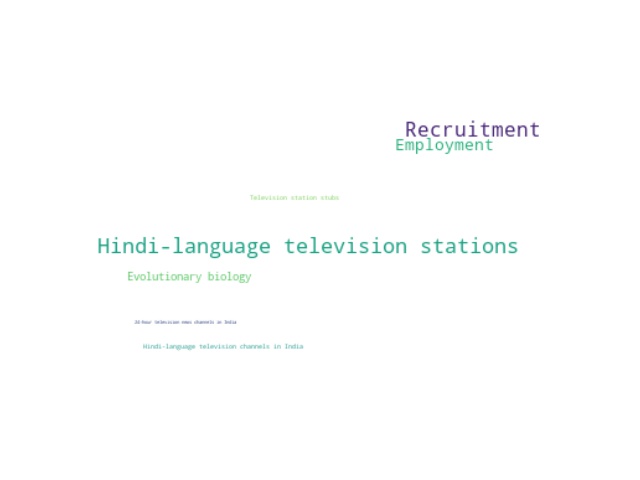 Recruitment
Employment
Television station stubs
Hindi-language television stations
Evolutionary biology
24-hour television news channels in India
Hindi-language television channels in India